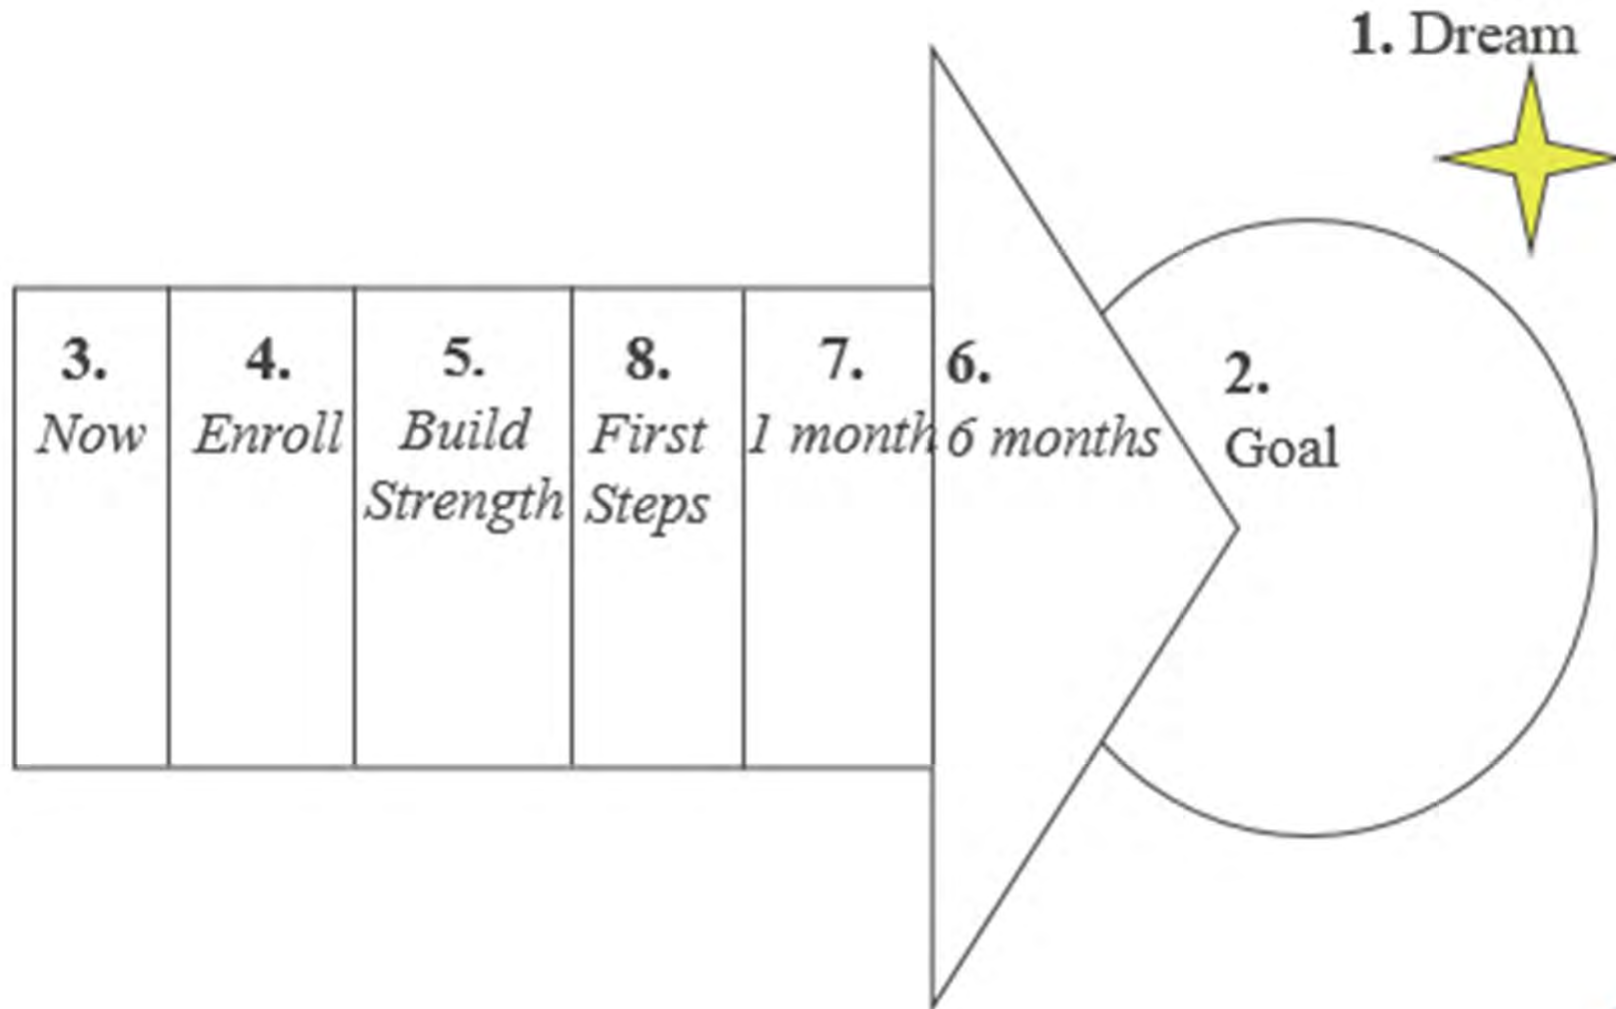 1. Dream
3.
Now
4.
Enroll
5.
Build
Strength
8.
First
Steps
7.
1 month
6.
6 months
2.
Goal